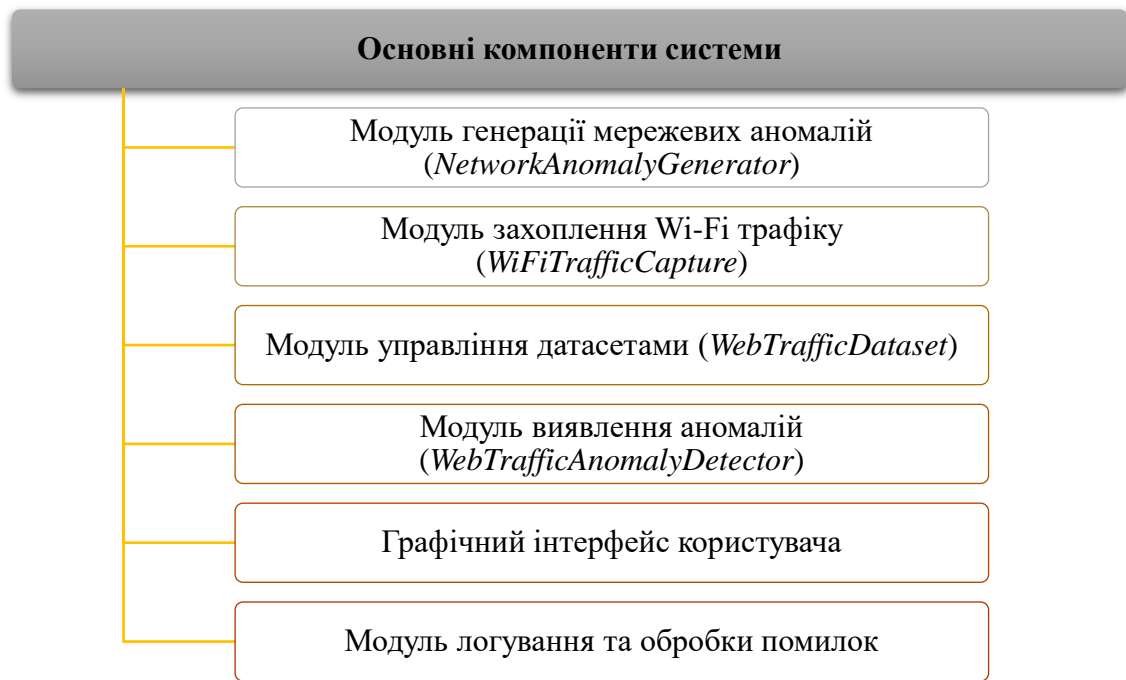 Основні компоненти системи
Модуль генерації мережевих аномалій
(NetworkAnomalyGenerator)
Модуль захоплення Wi-Fi трафіку
(WiFiTrafficCapture)
Модуль управління датасетами (WebTrafficDataset)
Модуль виявлення аномалій
(WebTrafficAnomalyDetector)
Графічний інтерфейс користувача
Модуль логування та обробки помилок